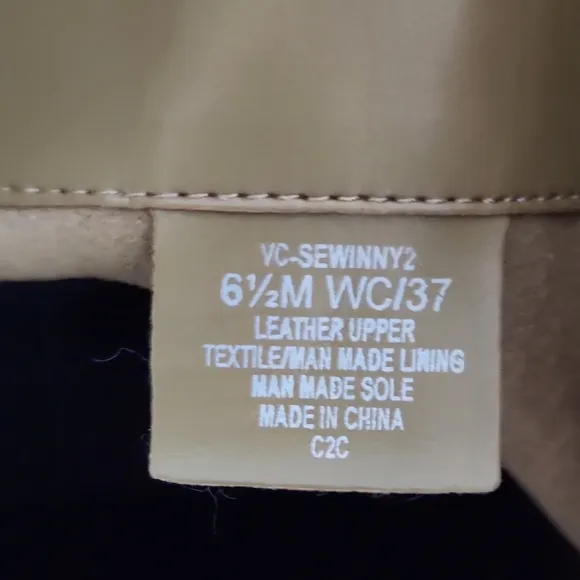 VC-SEWINNY2
6½M WC/37
LEATHER UPPER
TEXTILE/MAN MADE LINING
MAN MADE SOLE
MADE IN CHINA
C2C